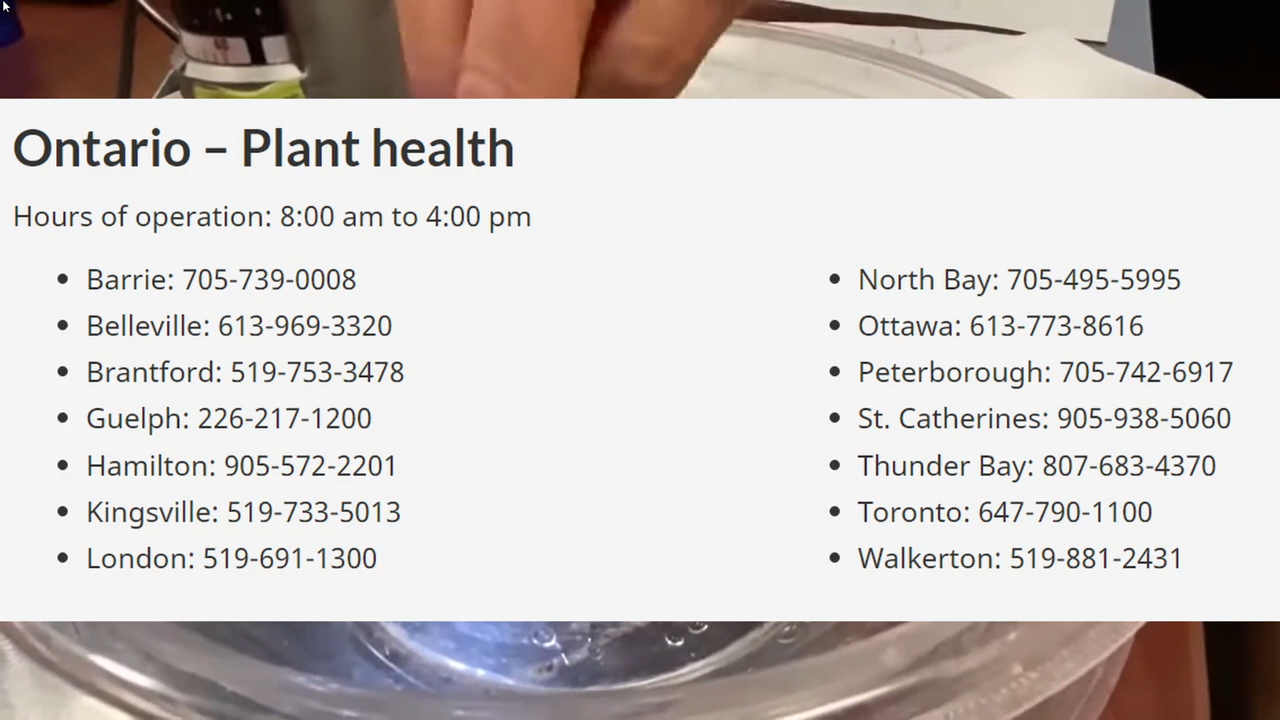 Ontario – Plant health
Hours of operation: 8:00 am to 4:00 pm
Barrie: 705-739-0008
Belleville: 613-969-3320
Brantford: 519-753-3478
Guelph: 226-217-1200
Hamilton: 905-572-2201
Kingsville: 519-733-5013
London: 519-691-1300
North Bay: 705-495-5995
Ottawa: 613-773-8616
Peterborough: 705-742-6917
St. Catherines: 905-938-5060
Thunder Bay: 807-683-4370
Toronto: 647-790-1100
Walkerton: 519-881-2431